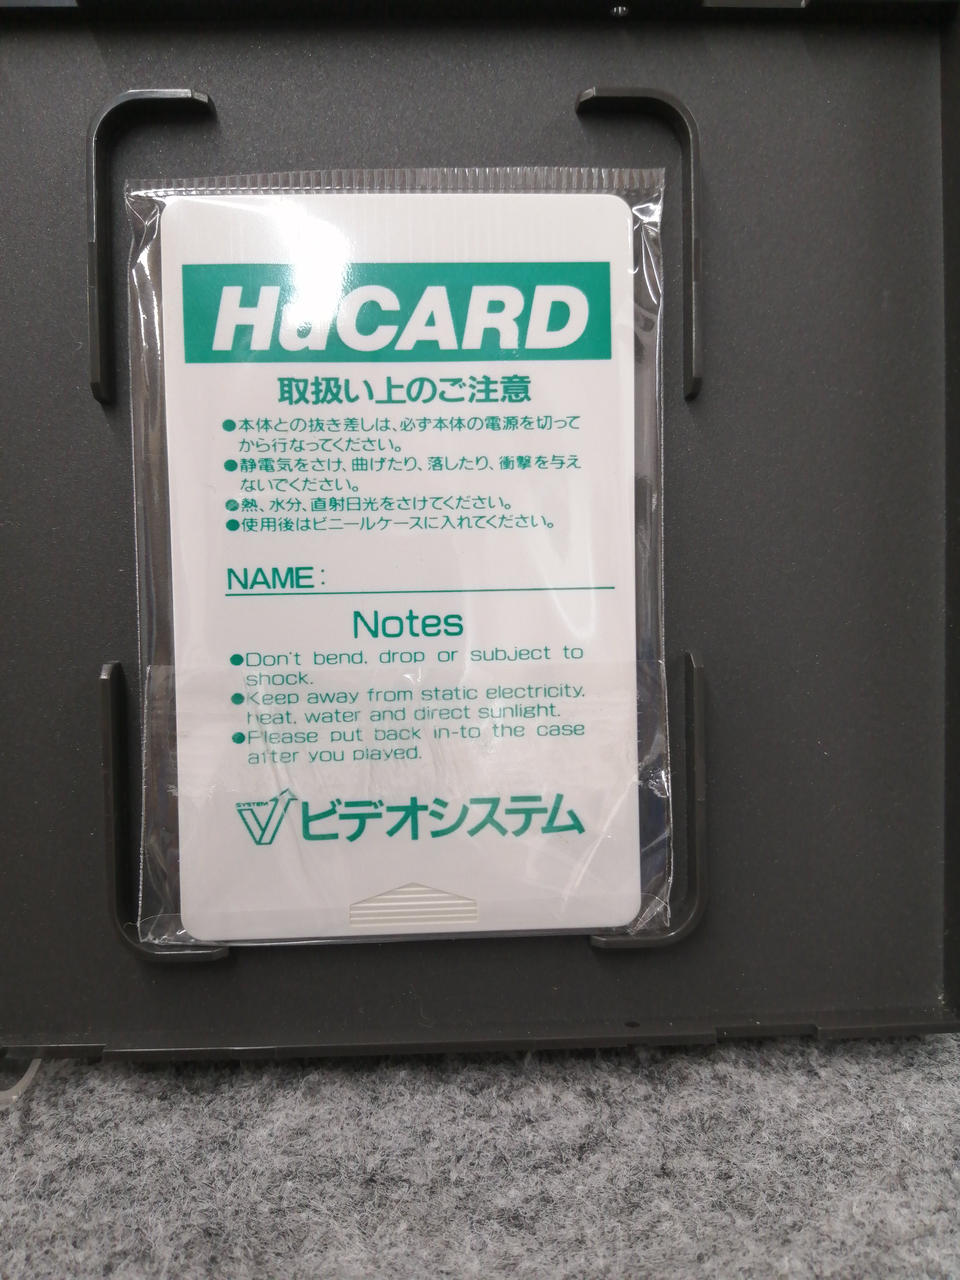 HuCARD
取扱い上のご注意
●本体との抜き差しは、必ず本体の電源を切って
から行なってください。
●静電気をさけ、曲げたり、落したり、衝撃を与え
ないでください。
●熱、水分、直射日光をさけてください。
●使用後はビニールケースに入れてください。
NAME:
Notes
●Don't bend, drop or subject to
shock.
●Keep away from static electricity,
heat, water and direct sunlight.
●Please put back in-to the case
after you played.
SYSTEM V ビデオシステム